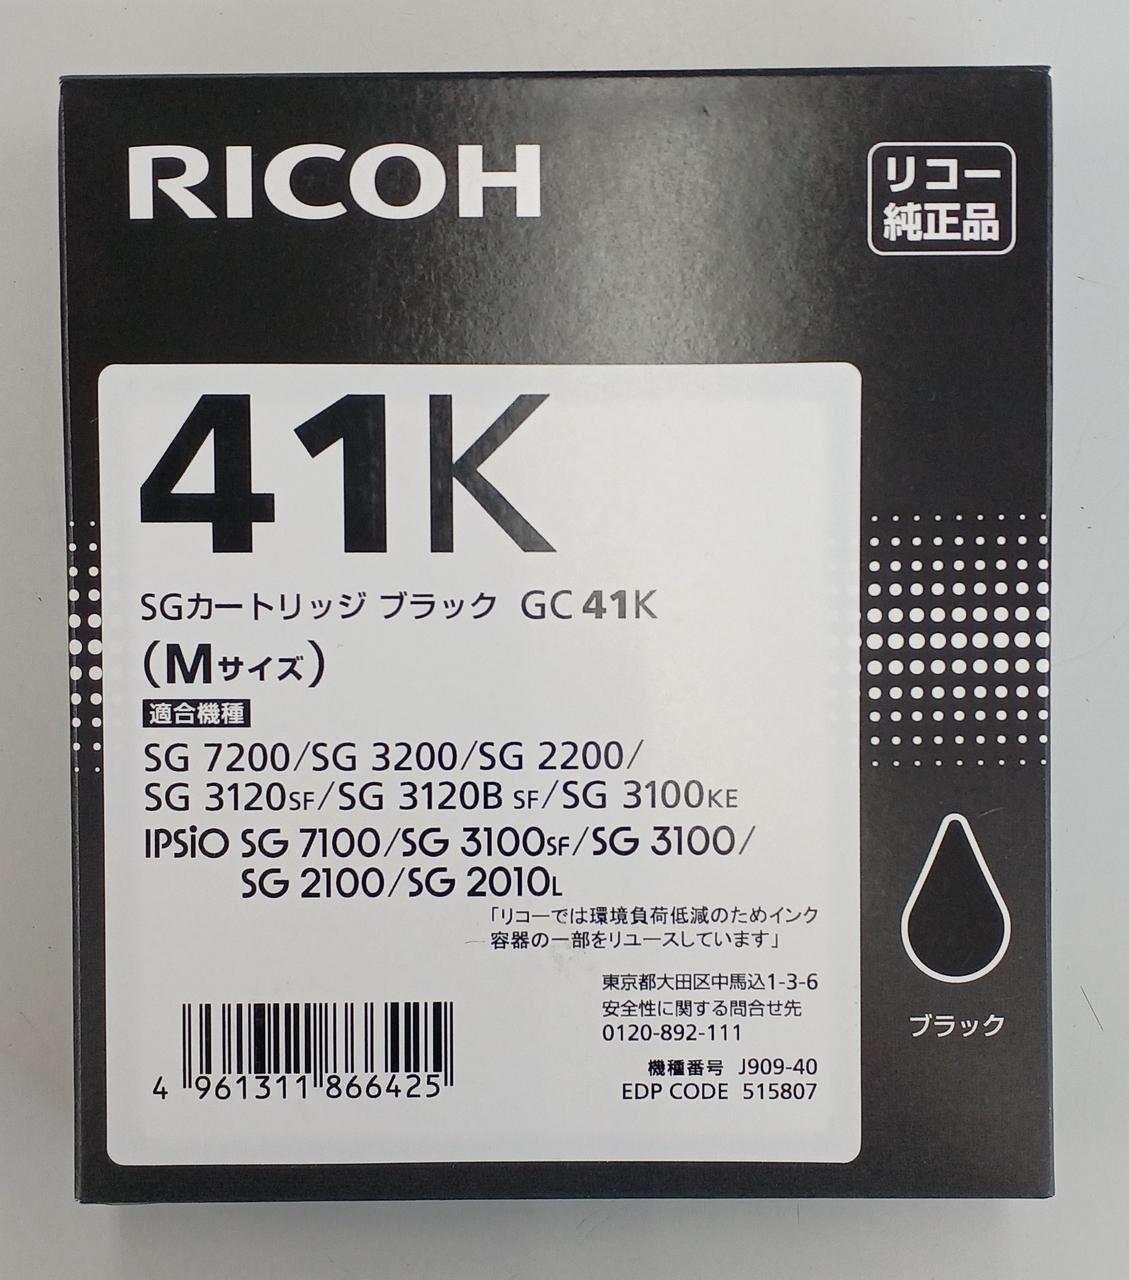 RICOH
リコー
純正品
41K
SGカートリッジ ブラック GC 41K
(Mサイズ)
適合機種
SG 7200/SG 3200/SG 2200/
SG 3120SF/SG 3120B SF/SG 3100KE
IPSiO SG 7100/SG 3100SF/SG 3100/
SG 2100/SG 2010L
「リコーでは環境負荷低減のためインク
容器の一部をリユースしています」
東京都大田区中馬込1-3-6
安全性に関する問合せ先
0120-892-111
機種番号 J909-40
EDP CODE 515807
4 961311 866425
ブラック